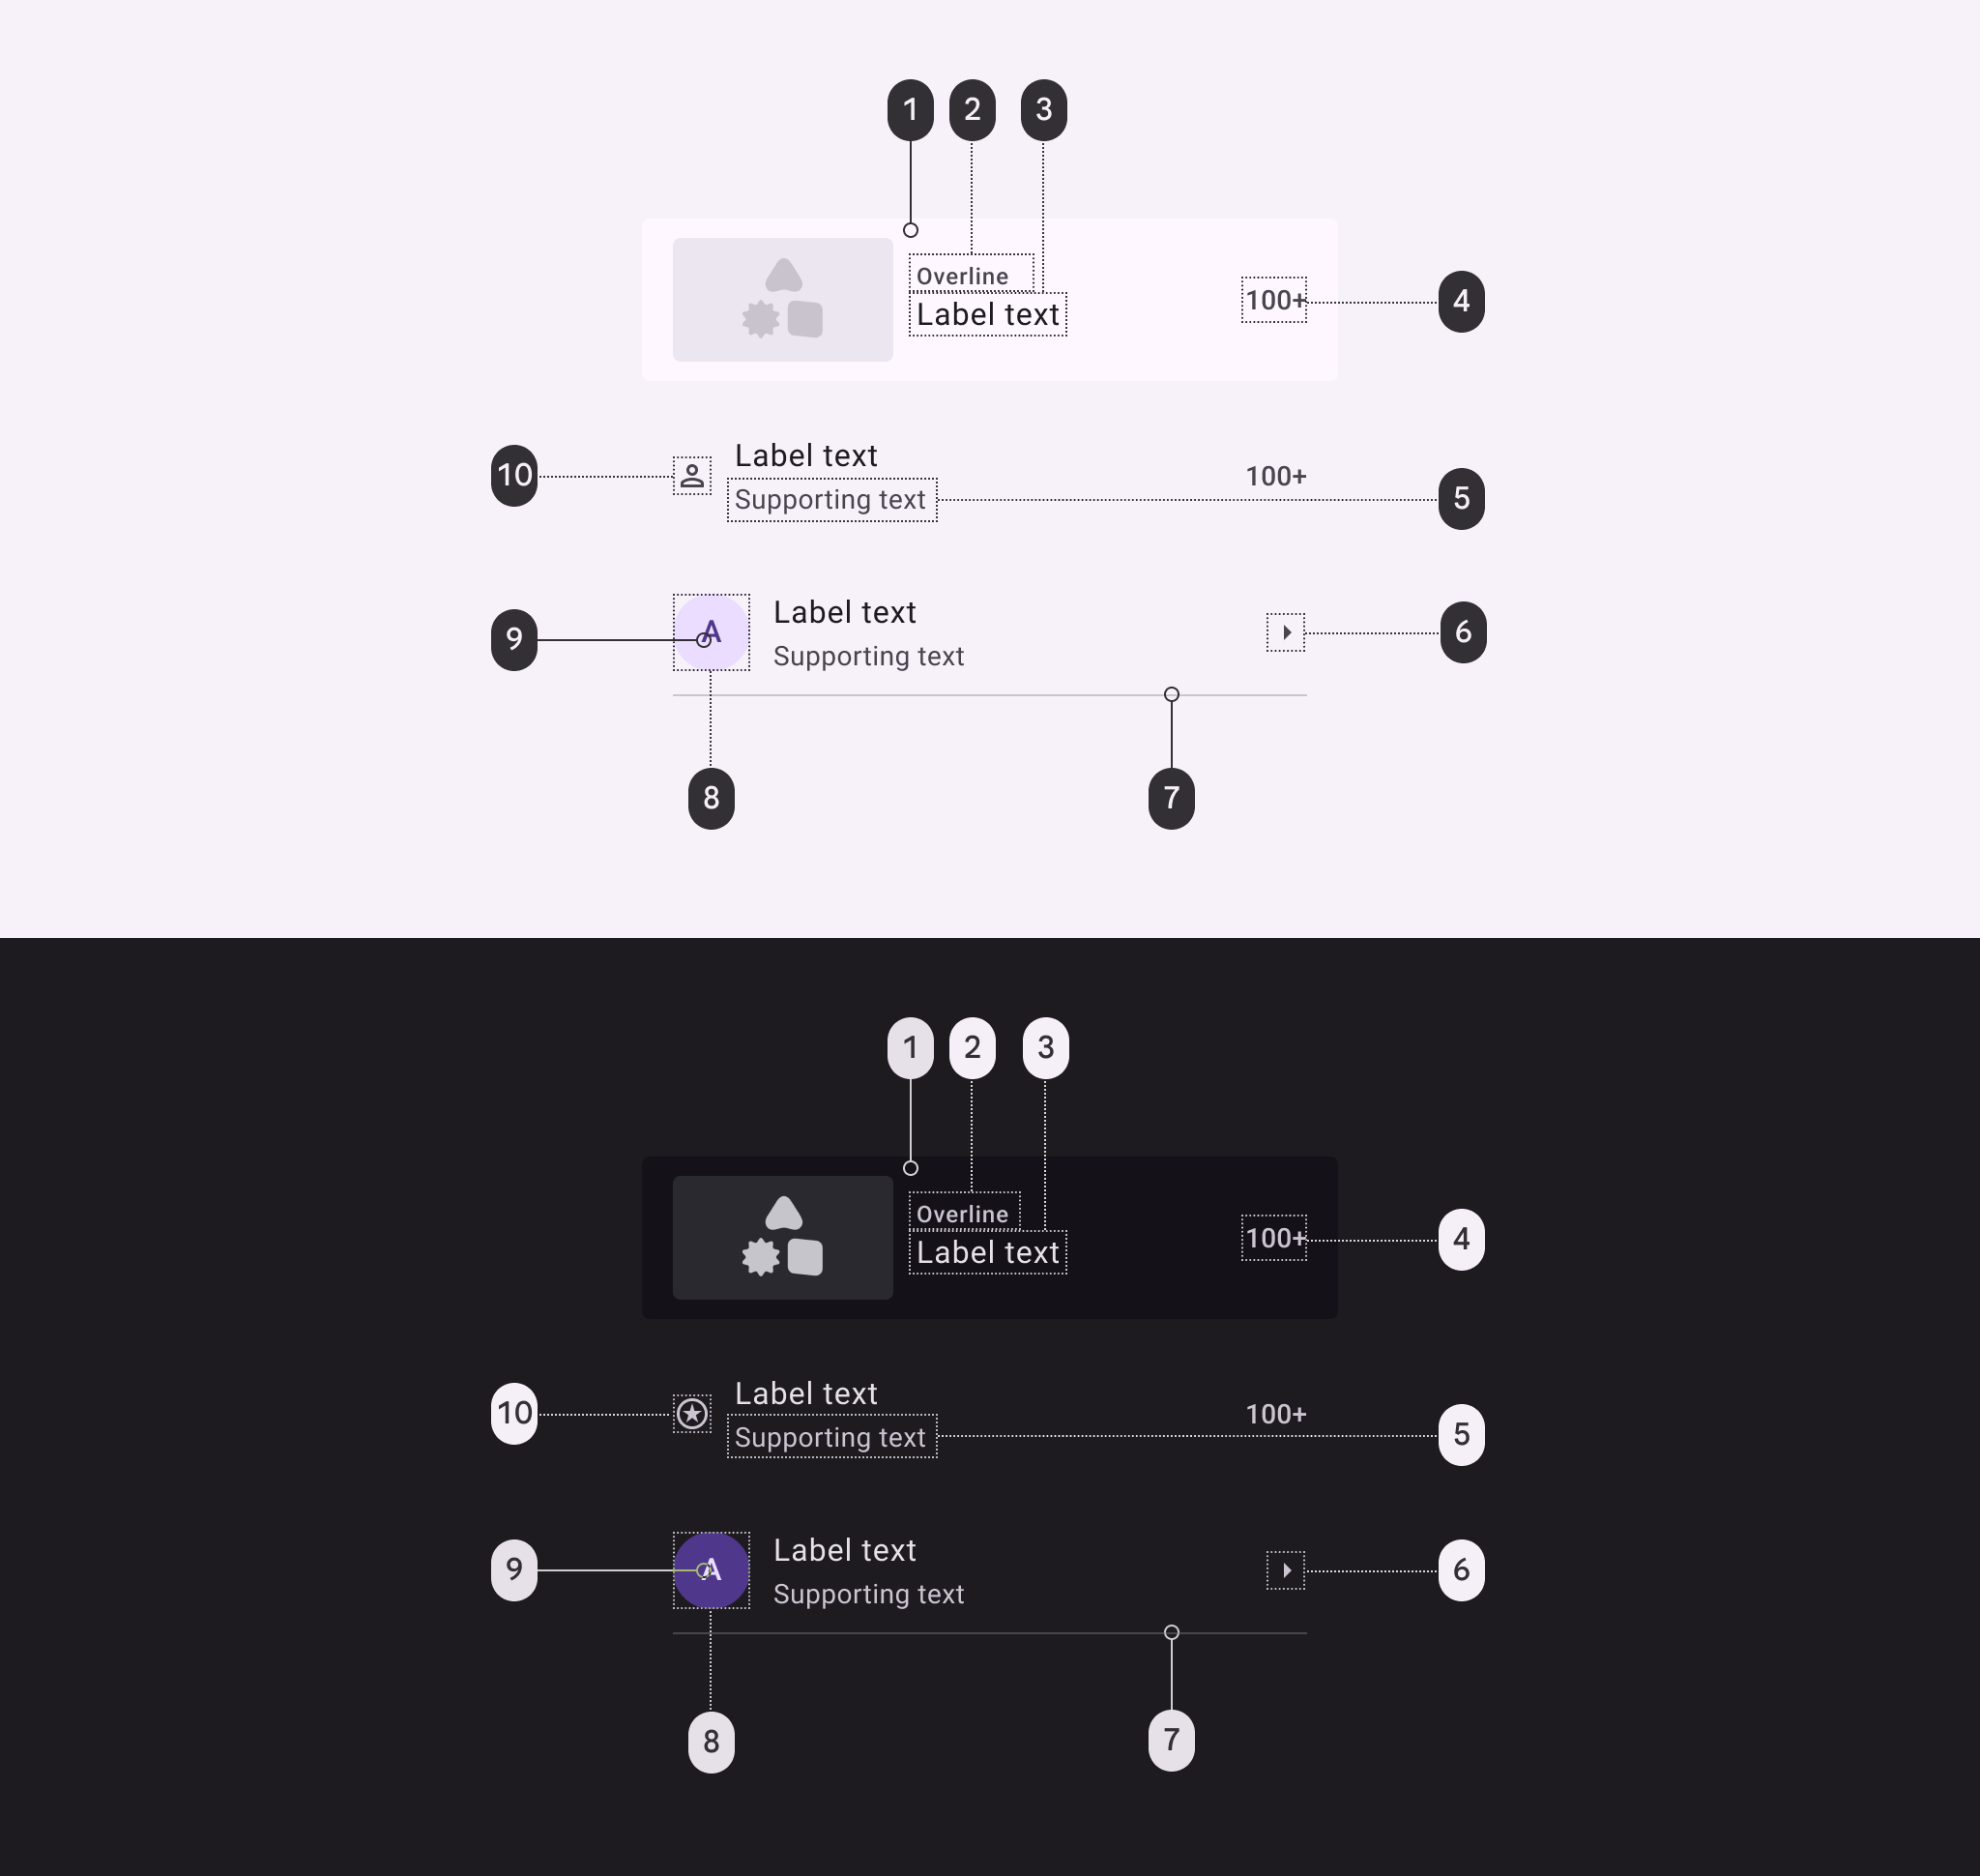 1 2 3
Overline
Label text
100+
4
10
Label text
Supporting text
100+
5
9
A
Label text
Supporting text
6
8
7
1 2 3
Overline
Label text
100+
4
10
Label text
Supporting text
100+
5
9
A
Label text
Supporting text
6
8
7